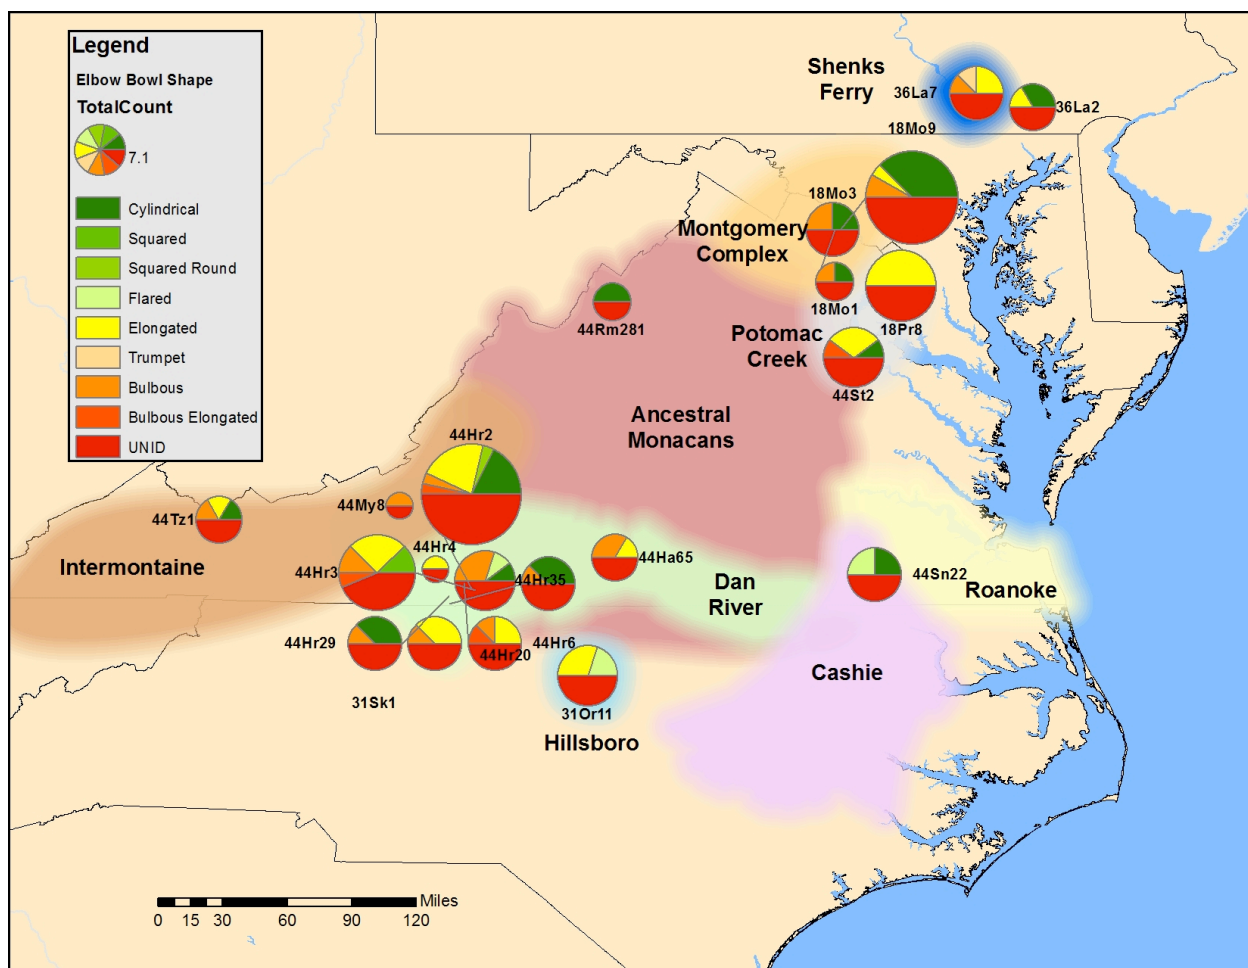 Legend
Elbow Bowl Shape
TotalCount
7.1
Cylindrical
Squared
Squared Round
Flared
Elongated
Trumpet
Bulbous
Bulbous Elongated
UNID
Shenks
Ferry
36La7
36La2
18Mo9
18Mo3
Montgomery
Complex
18Mo1
18Pr8
44Rm281
Potomac
Creek
44St2
Ancestral
Monacans
44Hr2
44My8
44Tz1
44Hr4
44Ha65
Intermontaine
44Hr3
44Hr35
Dan
River
44Sn22
Roanoke
44Hr29
44Hr20
44Hr6
Cashie
31Sk1
31Or11
Hillsboro
Miles
0 15 30 60 90 120